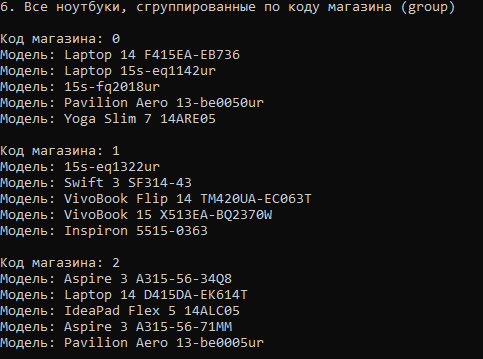 6. Все ноутбуки, сгруппированные по коду магазина (group)
Код магазина: 0
Модель: Laptop 14 F415EA-EB736
Модель: Laptop 15s-eq1142ur
Модель: 15s-fq2018ur
Модель: Pavilion Aero 13-be0050ur
Модель: Yoga Slim 7 14ARE05
Код магазина: 1
Модель: 15s-eq1322ur
Модель: Swift 3 SF314-43
Модель: VivoBook Flip 14 TM420UA-EC063T
Модель: VivoBook 15 X513EA-BQ2370W
Модель: Inspiron 5515-0363
Код магазина: 2
Модель: Aspire 3 A315-56-34Q8
Модель: Laptop 14 D415DA-EK614T
Модель: IdeaPad Flex 5 14ALC05
Модель: Aspire 3 A315-56-71MM
Модель: Pavilion Aero 13-be0005ur